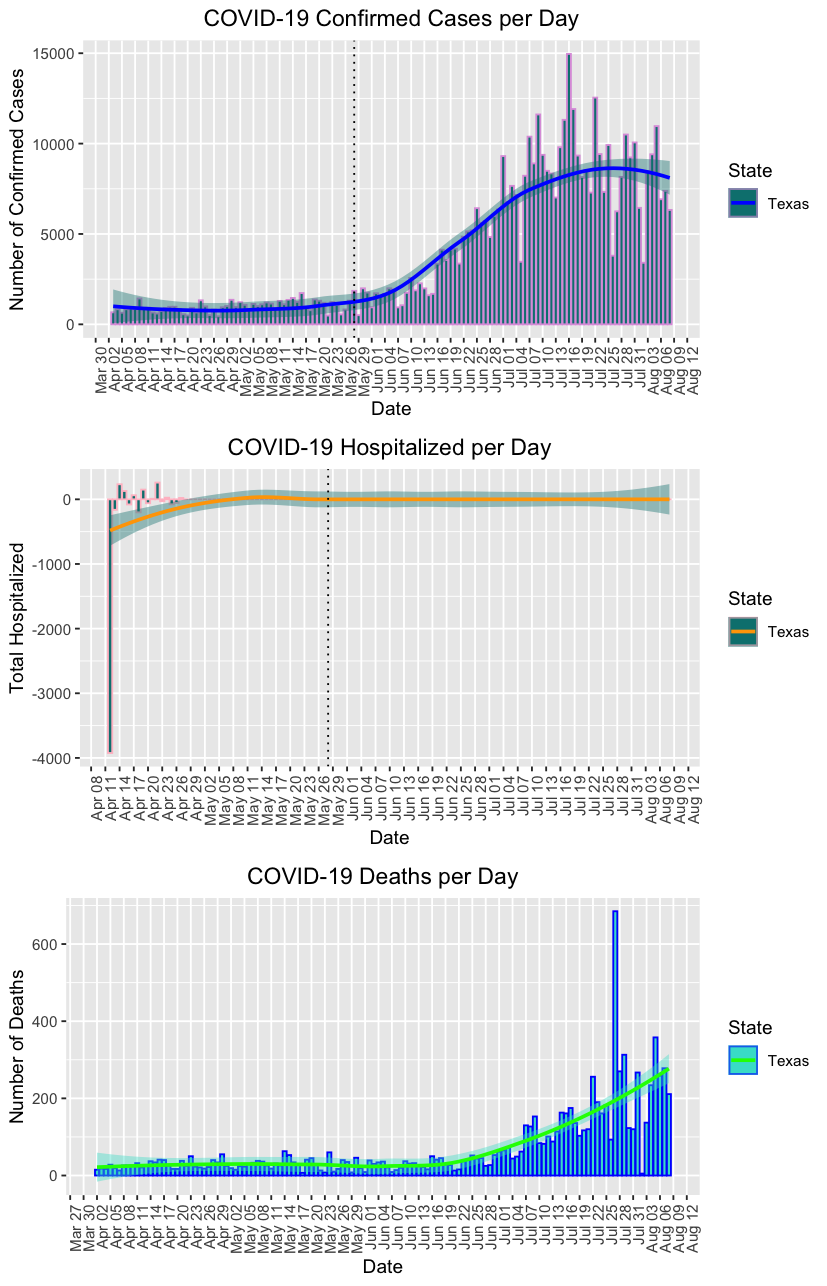 COVID-19 Confirmed Cases per Day
Number of Confirmed Cases
15000
10000
5000
0
Mar 30 Apr 02 Apr 05 Apr 08 Apr 11 Apr 14 Apr 17 Apr 20 Apr 23 Apr 26 Apr 29 May 02 May 05 May 08 May 11 May 14 May 17 May 20 May 23 May 26 May 29 Jun 01 Jun 04 Jun 07 Jun 10 Jun 13 Jun 16 Jun 19 Jun 22 Jun 25 Jun 28 Jul 01 Jul 04 Jul 07 Jul 10 Jul 13 Jul 16 Jul 19 Jul 22 Jul 25 Jul 28 Jul 31 Aug 03 Aug 06 Aug 09 Aug 12
Date
State
Texas
COVID-19 Hospitalized per Day
Total Hospitalized
0
-1000
-2000
-3000
-4000
Apr 08 Apr 11 Apr 14 Apr 17 Apr 20 Apr 23 Apr 26 Apr 29 May 02 May 05 May 08 May 11 May 14 May 17 May 20 May 23 May 26 May 29 Jun 01 Jun 04 Jun 07 Jun 10 Jun 13 Jun 16 Jun 19 Jun 22 Jun 25 Jun 28 Jul 01 Jul 04 Jul 07 Jul 10 Jul 13 Jul 16 Jul 19 Jul 22 Jul 25 Jul 28 Jul 31 Aug 03 Aug 06 Aug 09 Aug 12
Date
State
Texas
COVID-19 Deaths per Day
Number of Deaths
600
400
200
0
Mar 27 Mar 30 Apr 02 Apr 05 Apr 08 Apr 11 Apr 14 Apr 17 Apr 20 Apr 23 Apr 26 Apr 29 May 02 May 05 May 08 May 11 May 14 May 17 May 20 May 23 May 26 May 29 Jun 01 Jun 04 Jun 07 Jun 10 Jun 13 Jun 16 Jun 19 Jun 22 Jun 25 Jun 28 Jul 01 Jul 04 Jul 07 Jul 10 Jul 13 Jul 16 Jul 19 Jul 22 Jul 25 Jul 28 Jul 31 Aug 03 Aug 06 Aug 09 Aug 12
Date
State
Texas